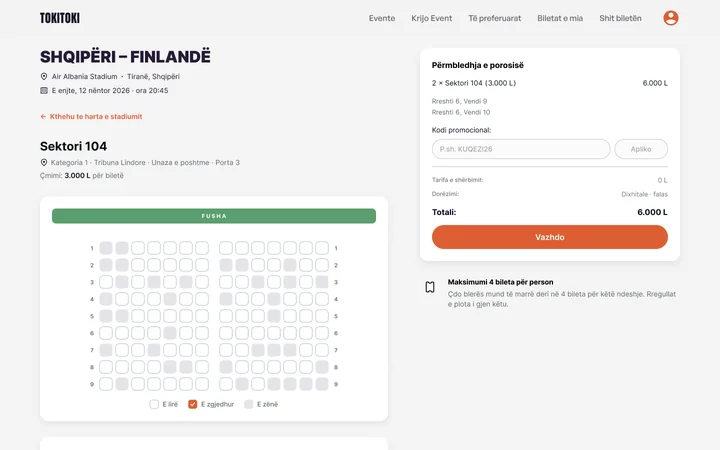 TOKITOKI
Evente
Krijo Event
Të preferuarat
Biletat e mia
Shit biletën
SHQIPËRI – FINLANDË
Air Albania Stadium · Tiranë, Shqipëri
E enjte, 12 nëntor 2026 · ora 20:45
← Kthehu te harta e stadiumit
Sektori 104
Kategoria 1 · Tribuna Lindore · Unaza e poshtme · Porta 3
Çmimi: 3.000 L për biletë
FUSHA
1 1
2 2
3 3
4 4
5 5
6 6
7 7
8 8
9 9
E lirë
E zgjedhur
E zënë
Përmbledhja e porosisë
2 × Sektori 104 (3.000 L) 6.000 L
Rreshti 6, Vendi 9
Rreshti 6, Vendi 10
Kodi promocional:
P.sh. KUQEZI26
Apliko
Tarifa e shërbimit: 0 L
Dorëzimi: Dixhitale · falas
Totali: 6.000 L
Vazhdo
Maksimumi 4 bileta për person
Çdo blerës mund të marrë deri në 4 bileta për këtë ndeshje. Rregullat
e plota i gjen këtu.